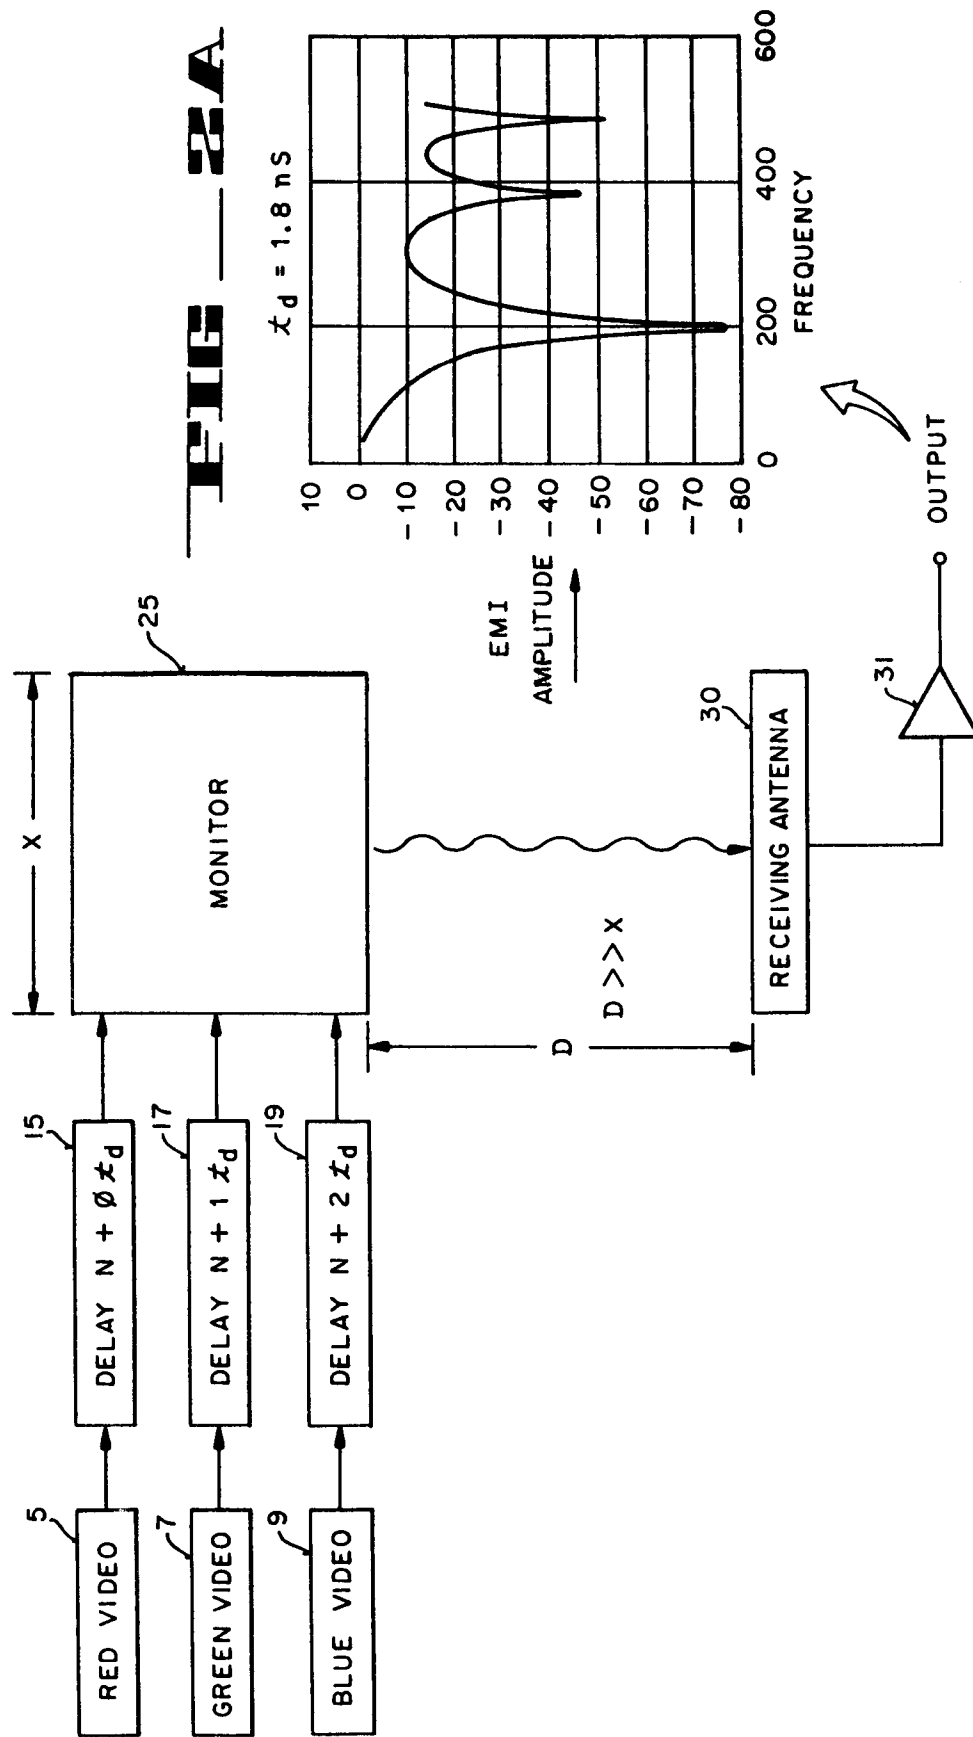 FIG_2A
5
RED VIDEO
7
GREEN VIDEO
9
BLUE VIDEO
15
DELAY N + Ø t_d
17
DELAY N + 1 t_d
19
DELAY N + 2 t_d
X
25
MONITOR
D
D >>> X
30
RECEIVING ANTENNA
31
OUTPUT
t_d = 1.8 nS
EMI
AMPLITUDE
10
0
-10
-20
-30
-40
-50
-60
-70
-80
0
200
400
600
FREQUENCY